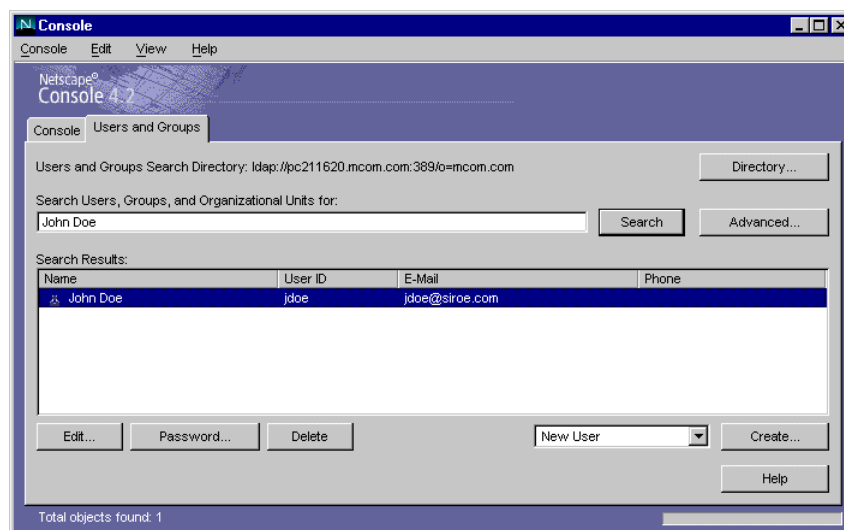 Console
Console Edit View Help
Netscape®
Console 4.2
Console Users and Groups
Users and Groups Search Directory: ldap://pc211620.mcom.com:389/o=mcom.com Directory...
Search Users, Groups, and Organizational Units for:
John Doe Search Advanced...
Search Results:
Name User ID E-Mail Phone
John Doe jdoe jdoe@siroe.com
Edit... Password... Delete New User Create...
Help
Total objects found: 1